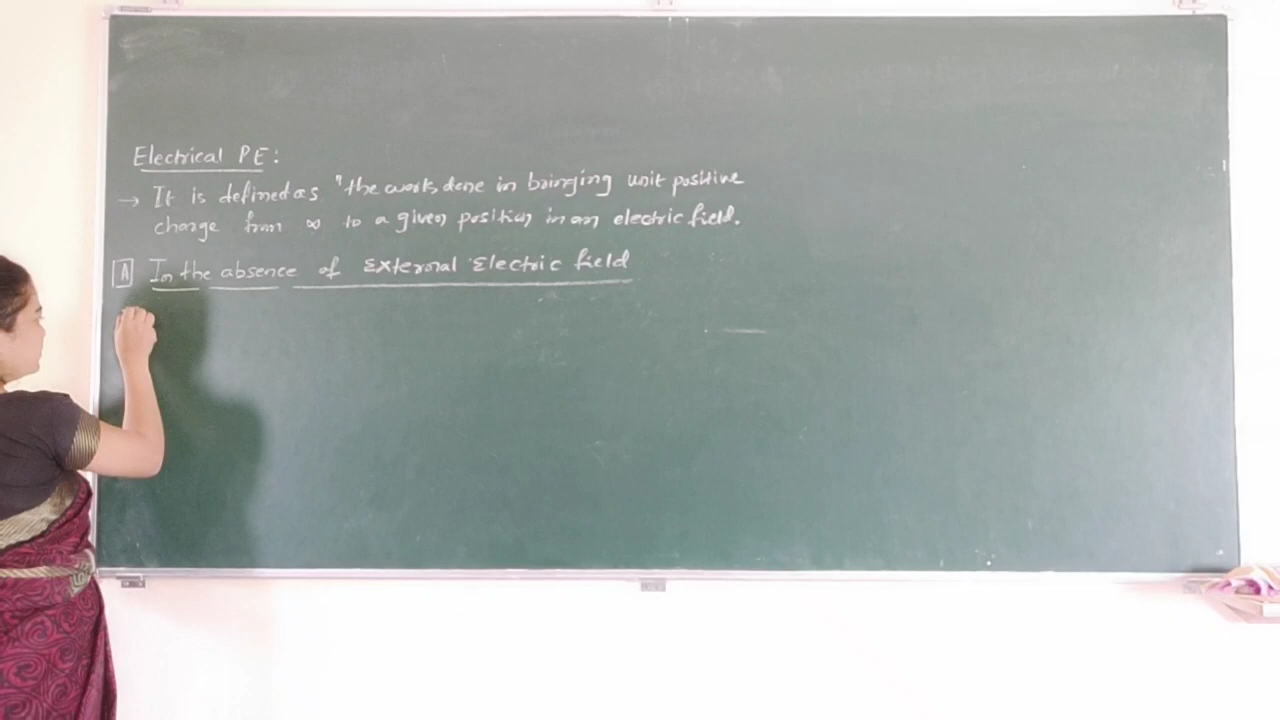 Electrical PE:
→ It is defined as "the work done in bringing unit positive
charge from ∞ to a given position in an electric field.
[A] In the absence of External Electric field